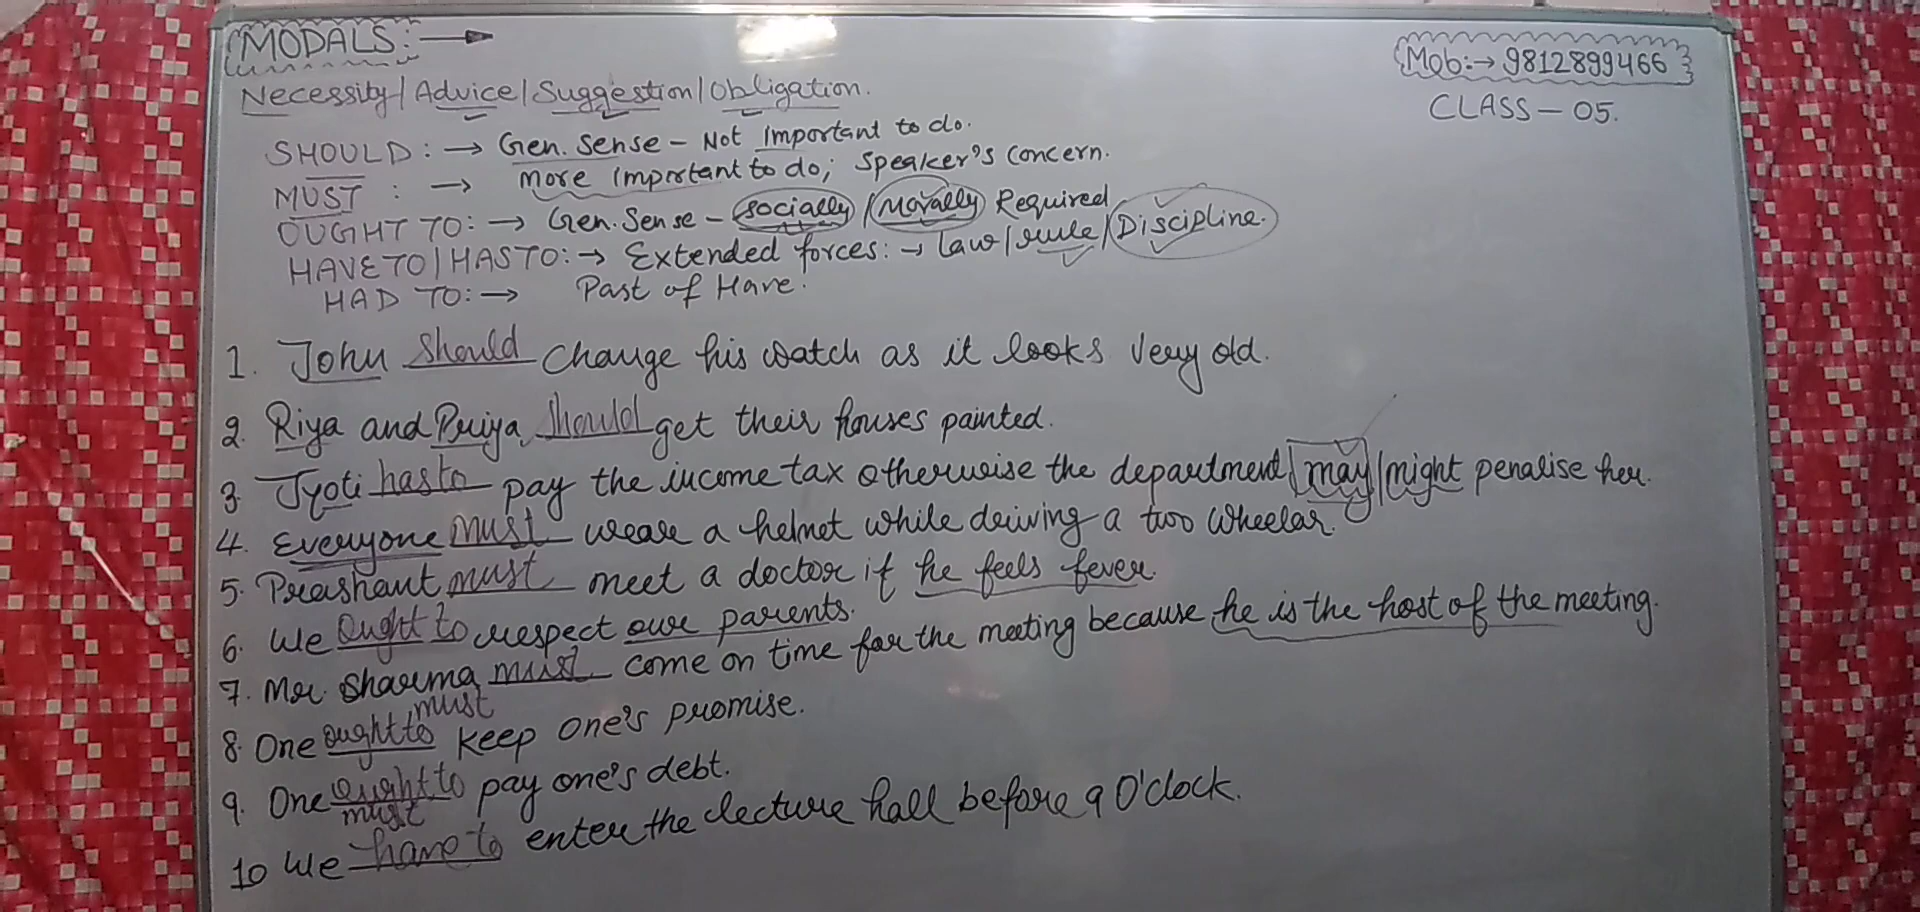 MODALS:→
Mob:→ 9812899466
CLASS – 05.
Necessity/Advice/Suggestion/Obligation.
SHOULD: → Gen. Sense – Not Important to do.
MUST : → More Important to do; Speaker's Concern.
OUGHT TO: → Gen. Sense – Socially/Morally Required
HAVE TO/HAS TO: → Extended forces: → Law/rule/Discipline.
HAD TO: → Past of Have.
1. John should change his watch as it looks very old.
2. Riya and Priya should get their houses painted.
3 Jyoti has to pay the income tax otherwise the department may/might penalise her.
4. Everyone must wear a helmet while driving a two wheelar.
5. Prashant must meet a doctor if he feels fever.
6. We Ought to respect our parents.
7. Mr. Sharma must come on time for the meeting because he is the host of the meeting.
must
8. One ought to keep one's promise.
9. One ought to pay one's debt.
must
10 We have to enter the lecture hall before 9 O'clock.